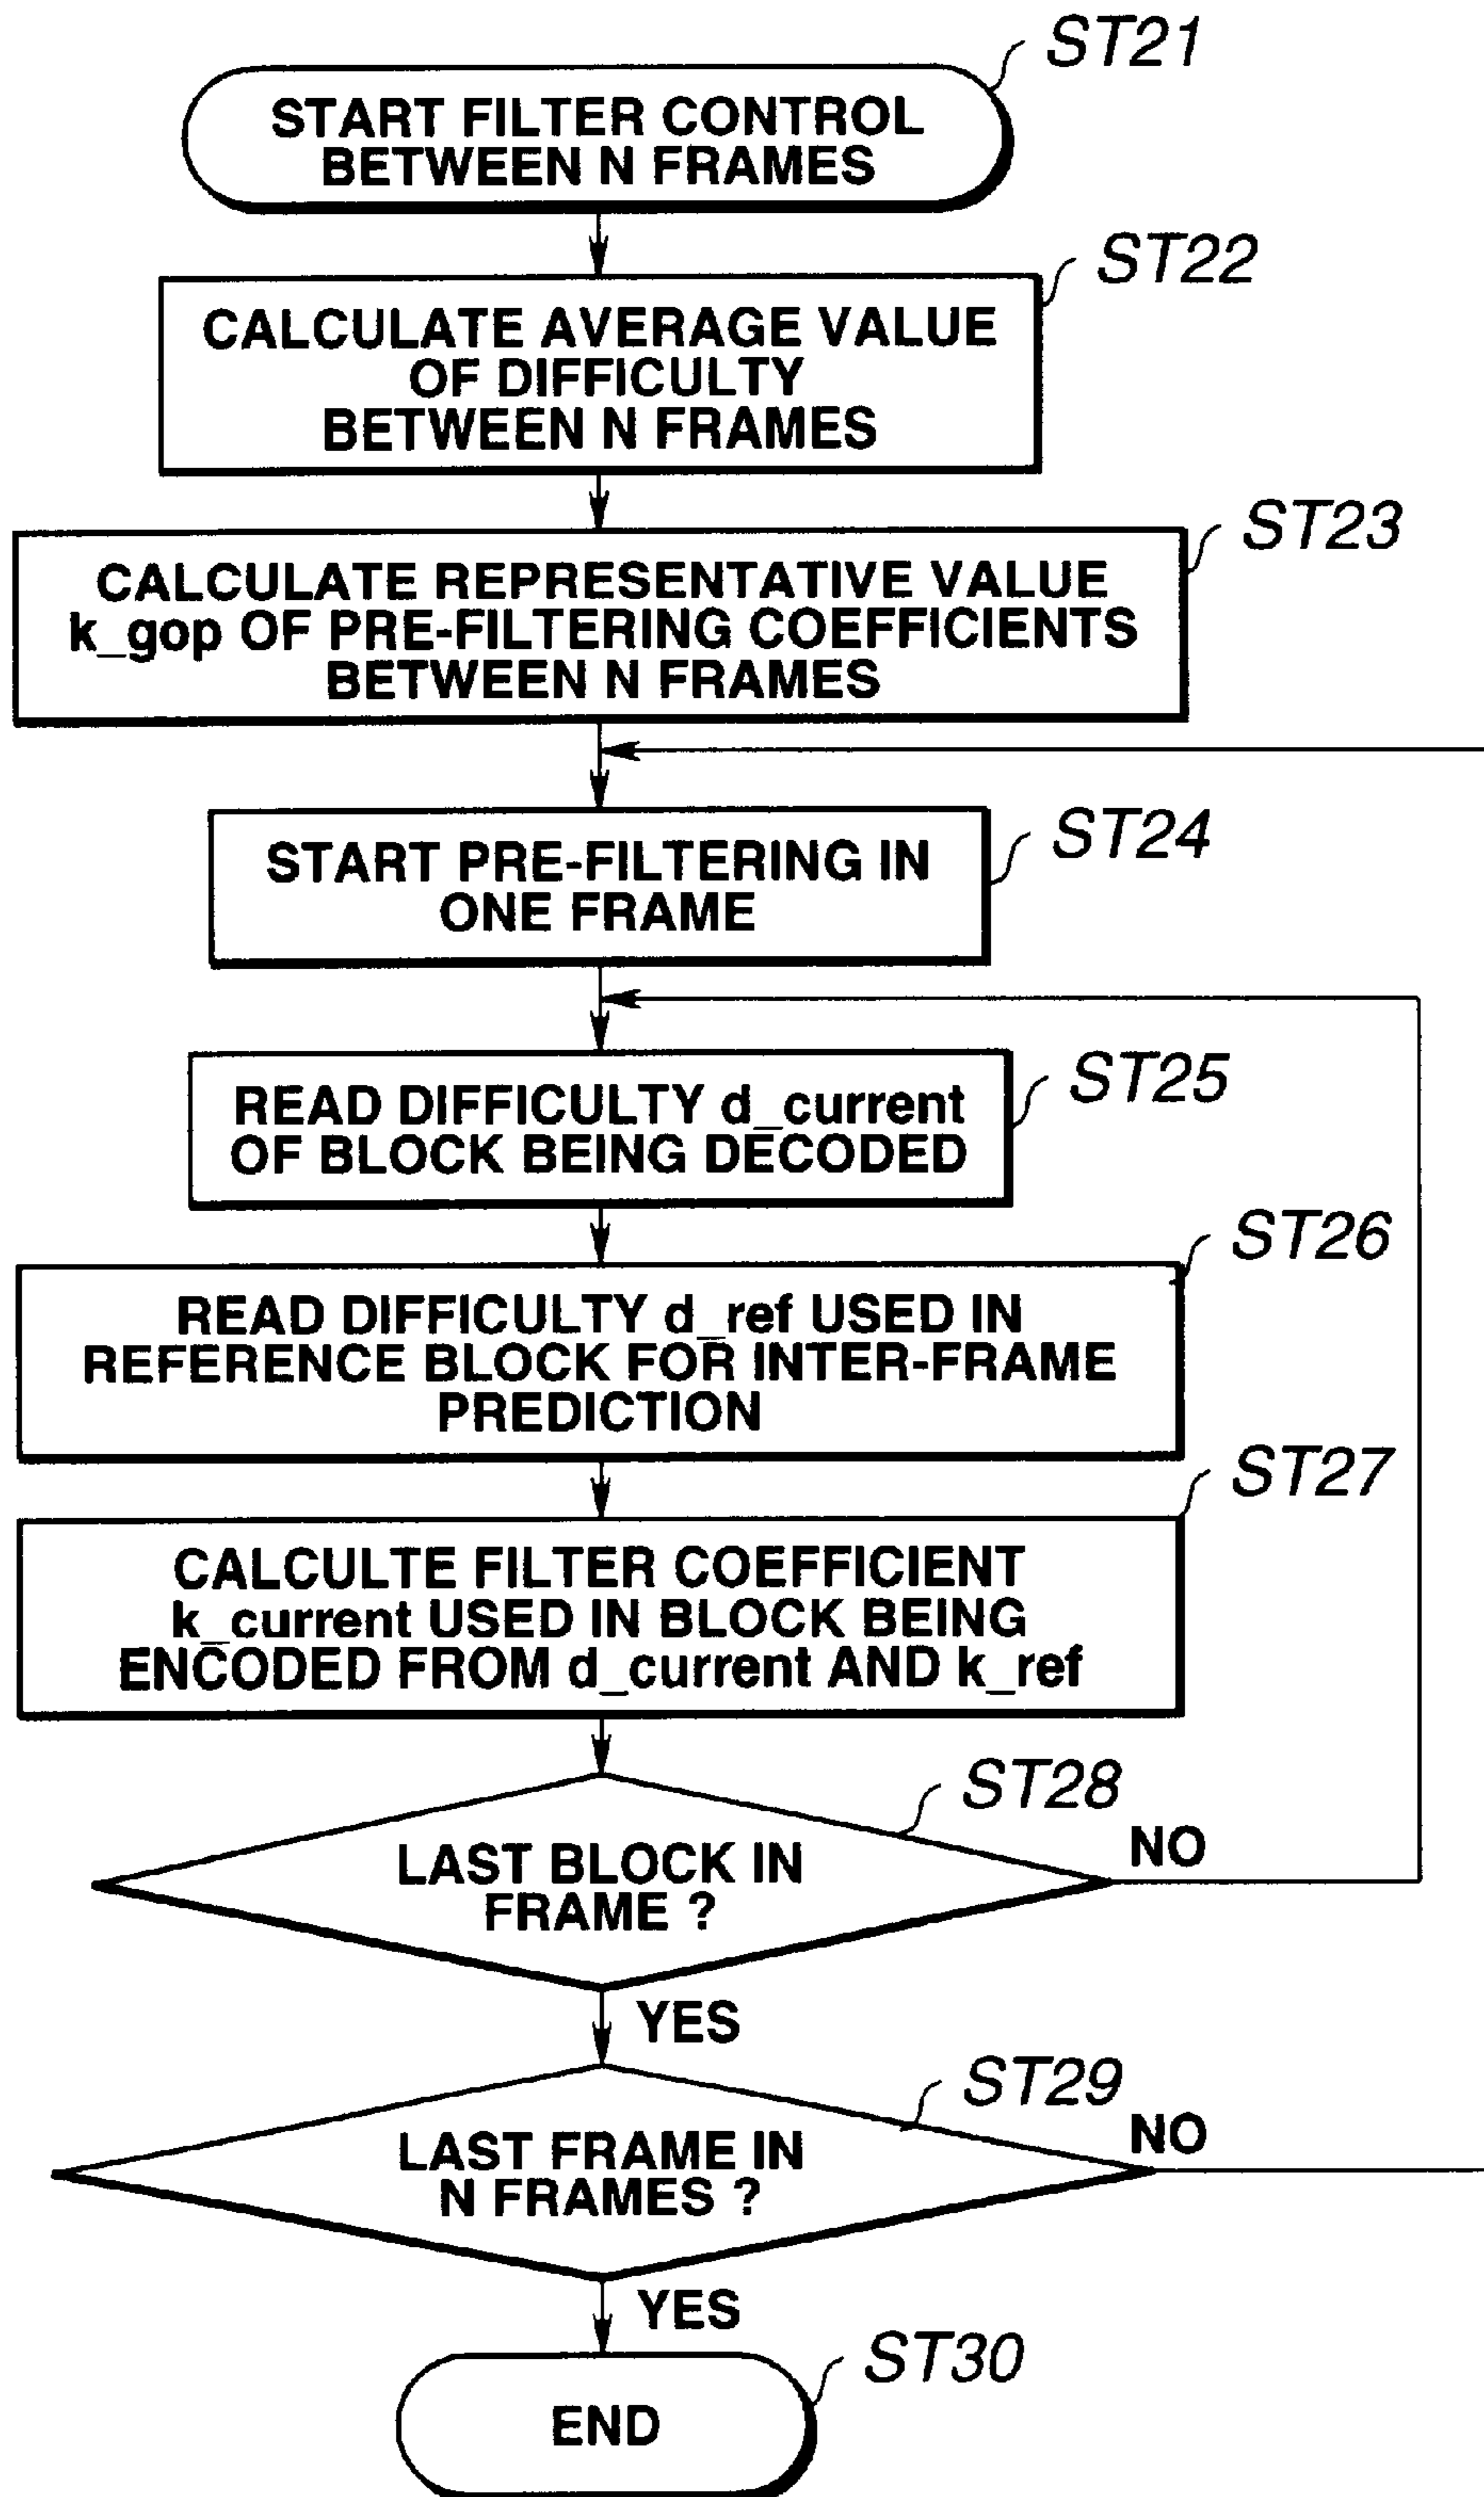 ST21
START FILTER CONTROL
BETWEEN N FRAMES
ST22
CALCULATE AVERAGE VALUE
OF DIFFICULTY
BETWEEN N FRAMES
ST23
CALCULATE REPRESENTATIVE VALUE
k_gop OF PRE-FILTERING COEFFICIENTS
BETWEEN N FRAMES
ST24
START PRE-FILTERING IN
ONE FRAME
ST25
READ DIFFICULTY d_current
OF BLOCK BEING DECODED
ST26
READ DIFFICULTY d_ref USED IN
REFERENCE BLOCK FOR INTER-FRAME
PREDICTION
ST27
CALCULTE FILTER COEFFICIENT
k_current USED IN BLOCK BEING
ENCODED FROM d_current AND k_ref
ST28
LAST BLOCK IN
FRAME ?
NO
YES
ST29
LAST FRAME IN
N FRAMES ?
NO
YES
ST30
END